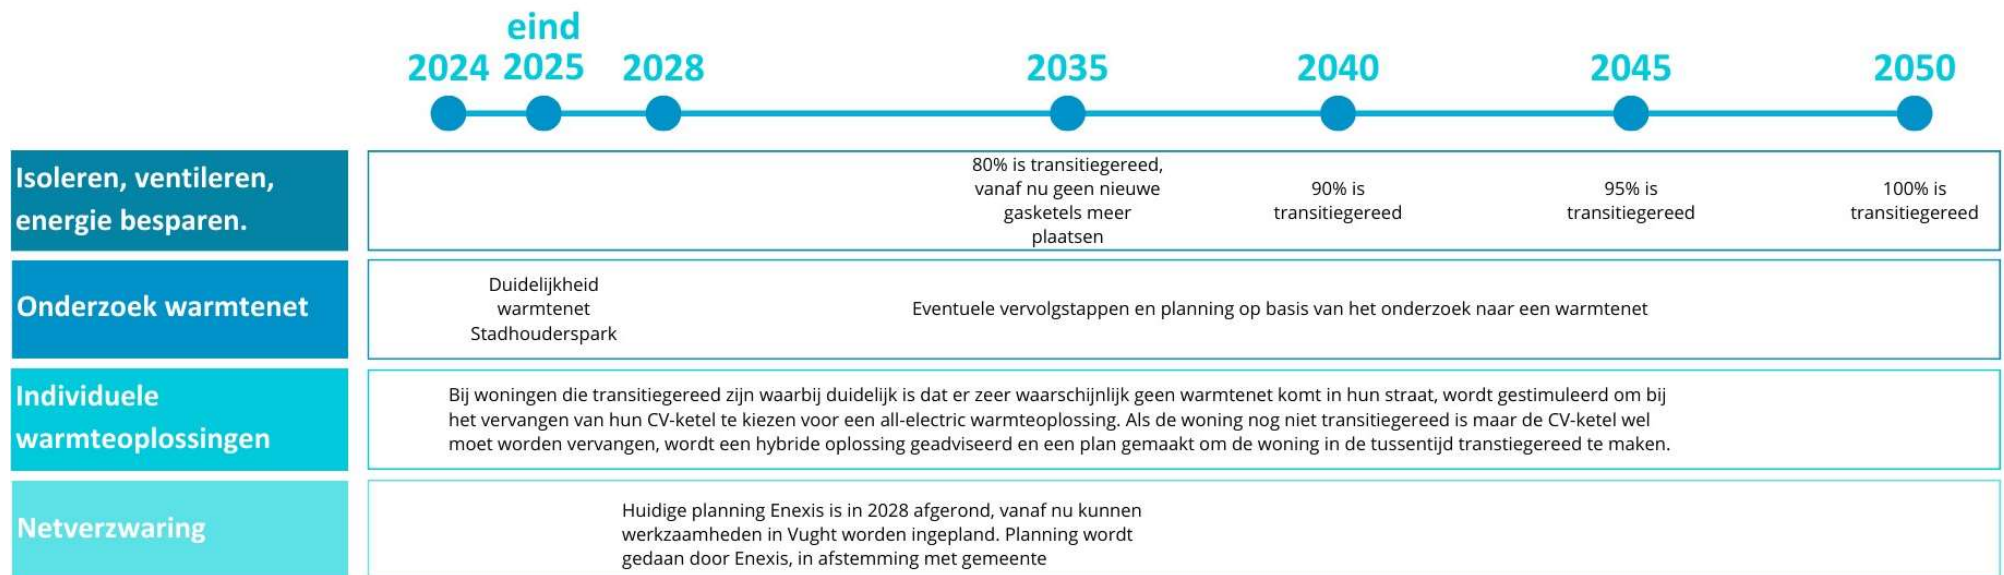 eind
2024 2025 2028 2035 2040 2045 2050
Isoleren, ventileren,
energie besparen.
80% is transitiegereed,
vanaf nu geen nieuwe
gasketels meer
plaatsen
90% is
transitiegereed
95% is
transitiegereed
100% is
transitiegereed
Onderzoek warmtenet
Duidelijkheid
warmtenet
Stadhouderspark
Eventuele vervolgstappen en planning op basis van het onderzoek naar een warmtenet
Individuele
warmteoplossingen
Bij woningen die transitiegereed zijn waarbij duidelijk is dat er zeer waarschijnlijk geen warmtenet komt in hun straat, wordt gestimuleerd om bij
het vervangen van hun CV-ketel te kiezen voor een all-electric warmteoplossing. Als de woning nog niet transitiegereed is maar de CV-ketel wel
moet worden vervangen, wordt een hybride oplossing geadviseerd en een plan gemaakt om de woning in de tussentijd transtiegereed te maken.
Netverzwaring
Huidige planning Enexis is in 2028 afgerond, vanaf nu kunnen
werkzaamheden in Vught worden ingepland. Planning wordt
gedaan door Enexis, in afstemming met gemeente